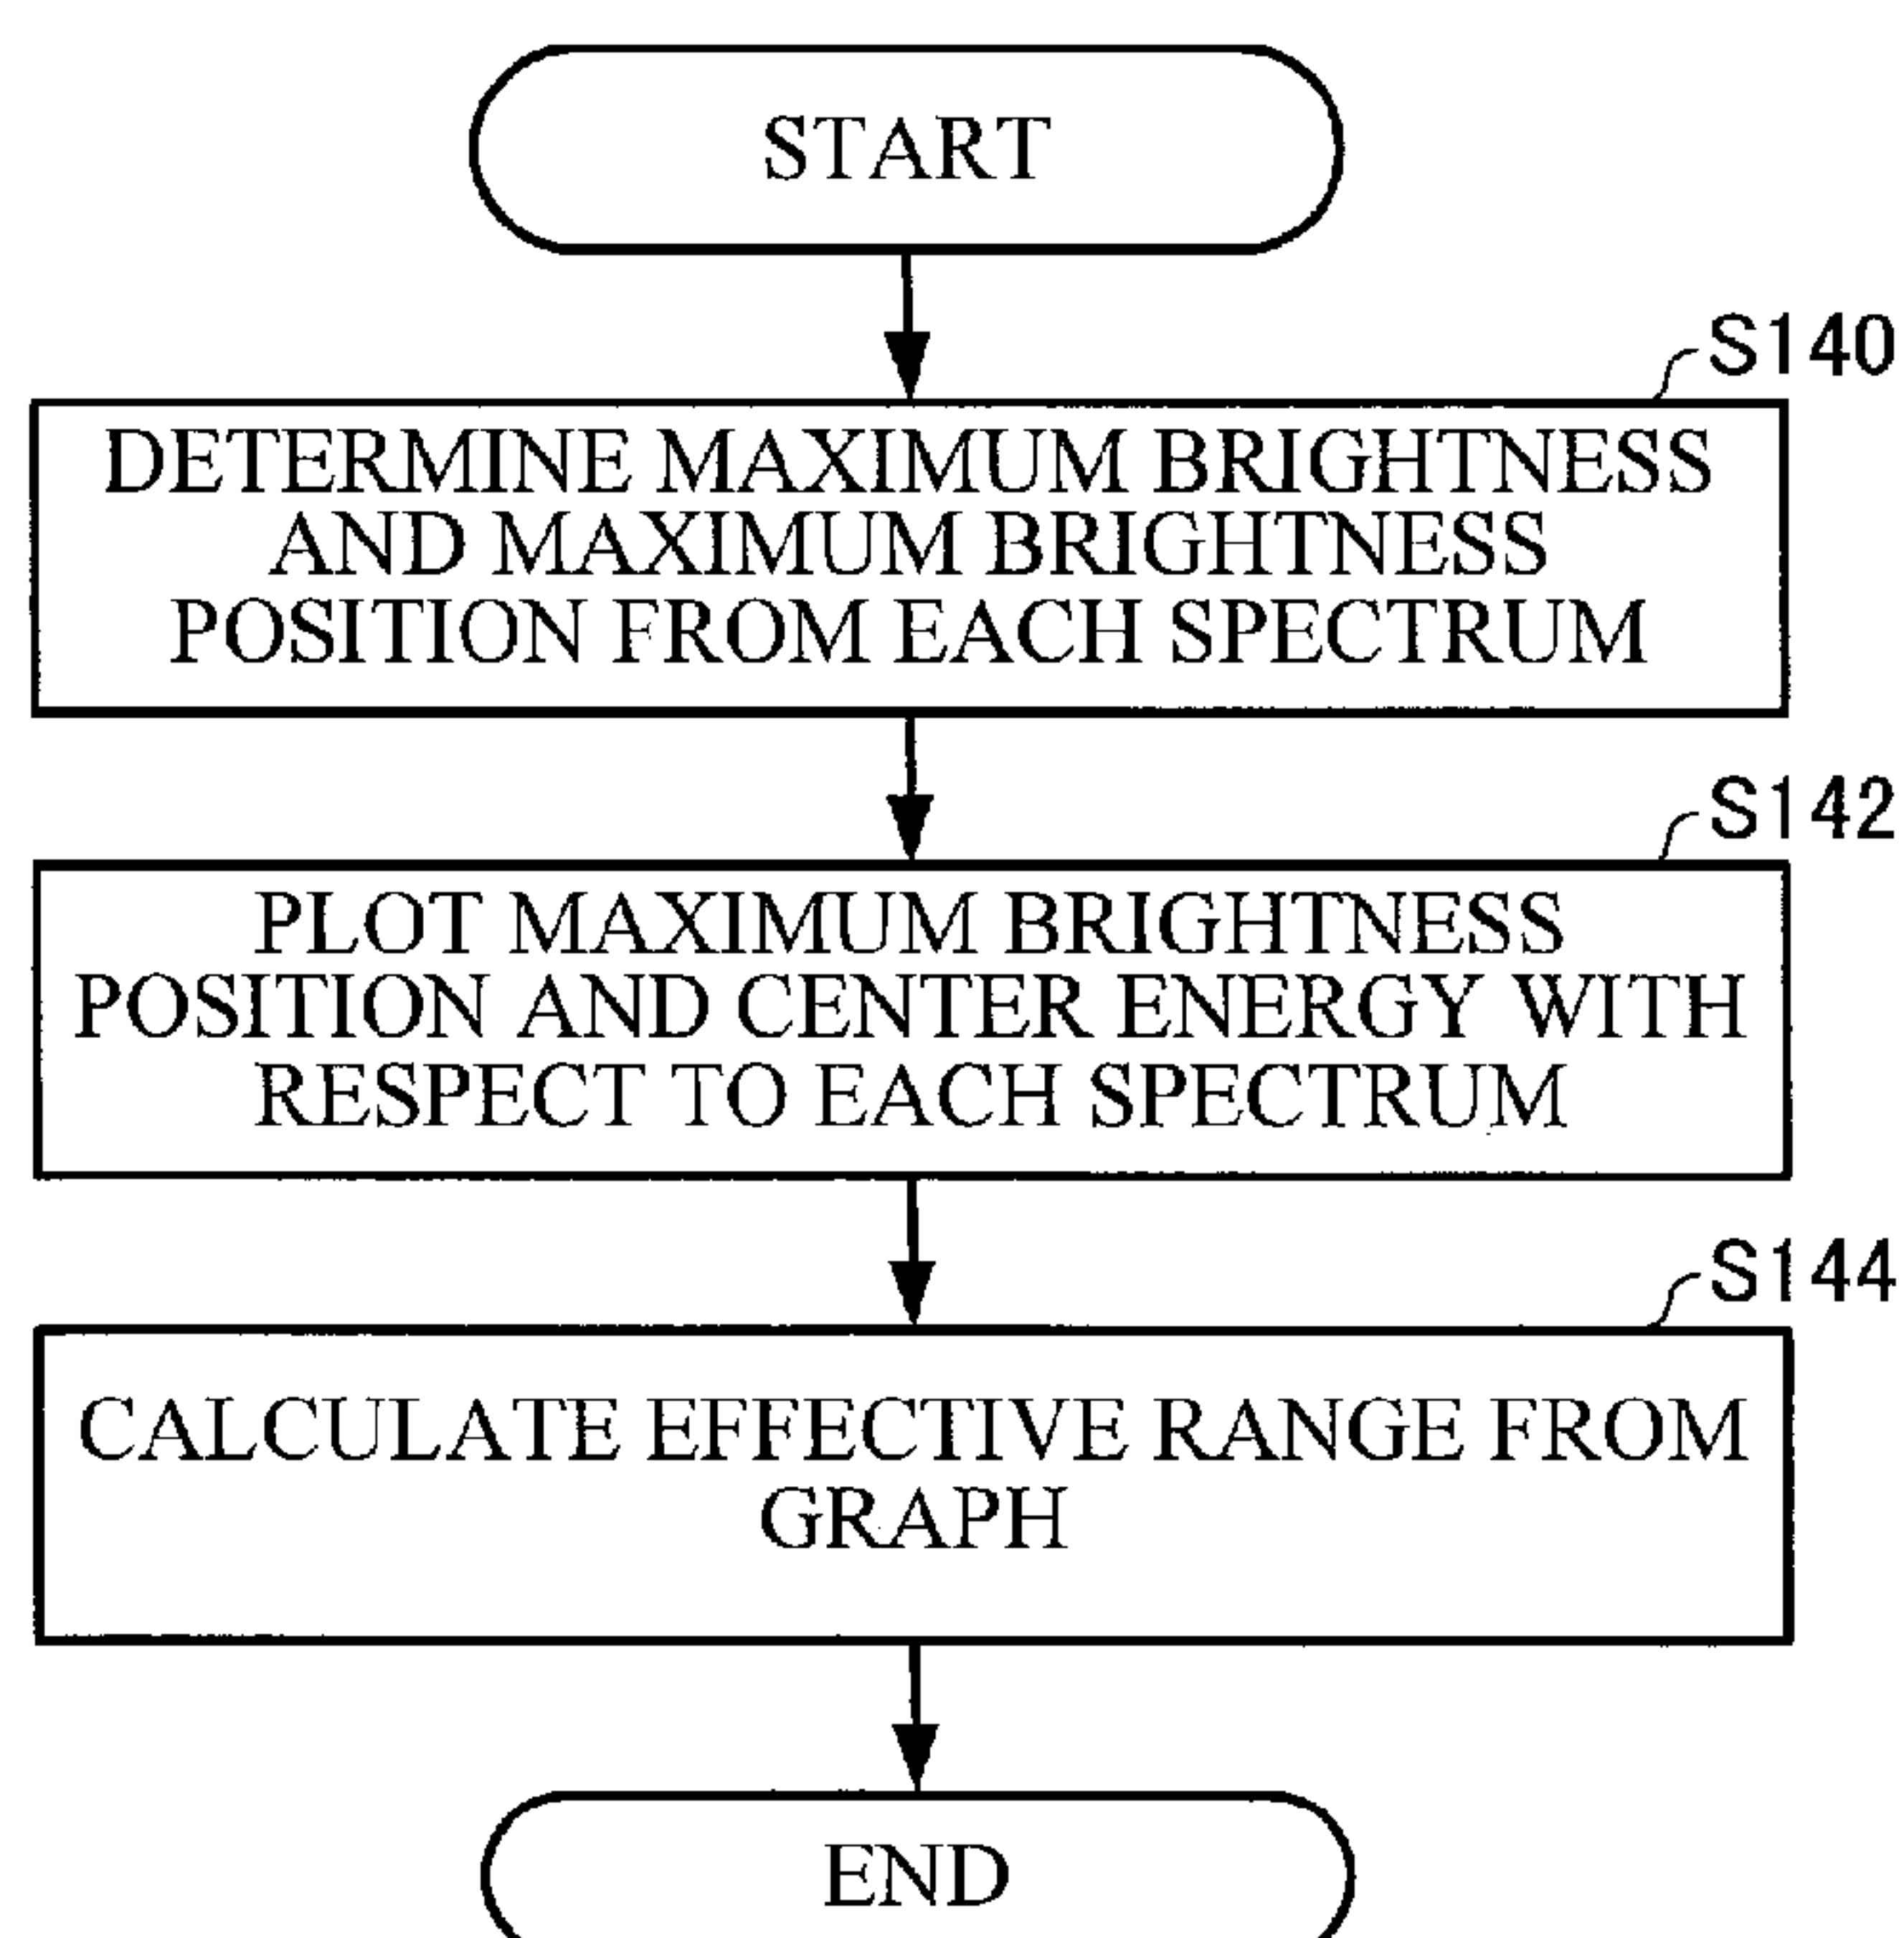 START
S140
DETERMINE MAXIMUM BRIGHTNESS
AND MAXIMUM BRIGHTNESS
POSITION FROM EACH SPECTRUM
S142
PLOT MAXIMUM BRIGHTNESS
POSITION AND CENTER ENERGY WITH
RESPECT TO EACH SPECTRUM
S144
CALCULATE EFFECTIVE RANGE FROM
GRAPH
END